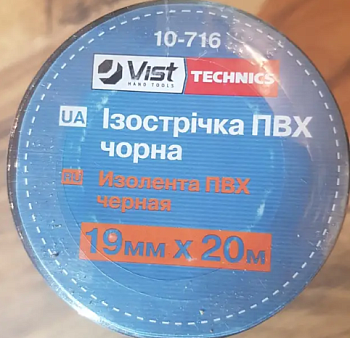 10-716
Vist TECHNICS
HAND TOOLS
UA Ізострічка ПВХ
чорна
RU Изолента ПВХ
черная
19мм х 20м